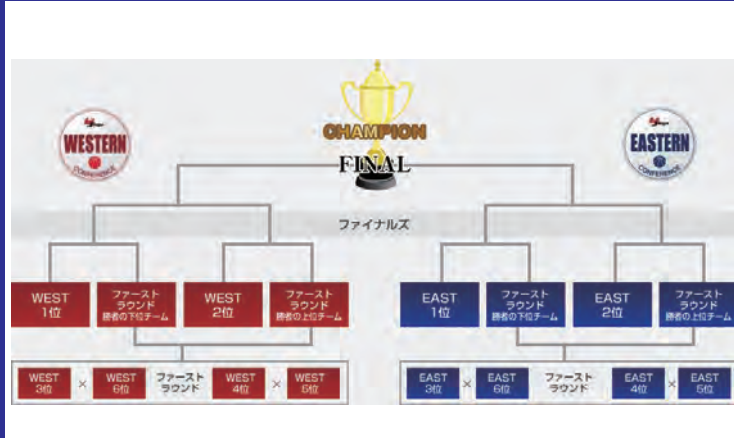 WESTERN
CONFERENCE
CHAMPION
FINAL
EASTERN
CONFERENCE
ファイナルズ
WEST
1位
ファースト
ラウンド
勝者の下位チーム
WEST
2位
ファースト
ラウンド
勝者の上位チーム
EAST
1位
ファースト
ラウンド
勝者の下位チーム
EAST
2位
ファースト
ラウンド
勝者の上位チーム
WEST
3位
×
WEST
6位
ファースト
ラウンド
WEST
4位
×
WEST
5位
EAST
3位
×
EAST
6位
ファースト
ラウンド
EAST
4位
×
EAST
5位